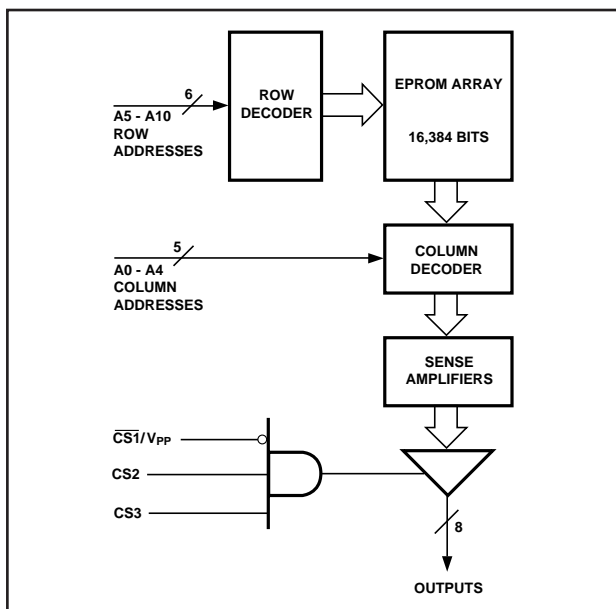 6
A5 - A10
ROW
ADDRESSES
ROW
DECODER
EPROM ARRAY
16,384 BITS
5
A0 - A4
COLUMN
ADDRESSES
COLUMN
DECODER
SENSE
AMPLIFIERS
C̅S̅1̅/VPP
CS2
CS3
8
OUTPUTS